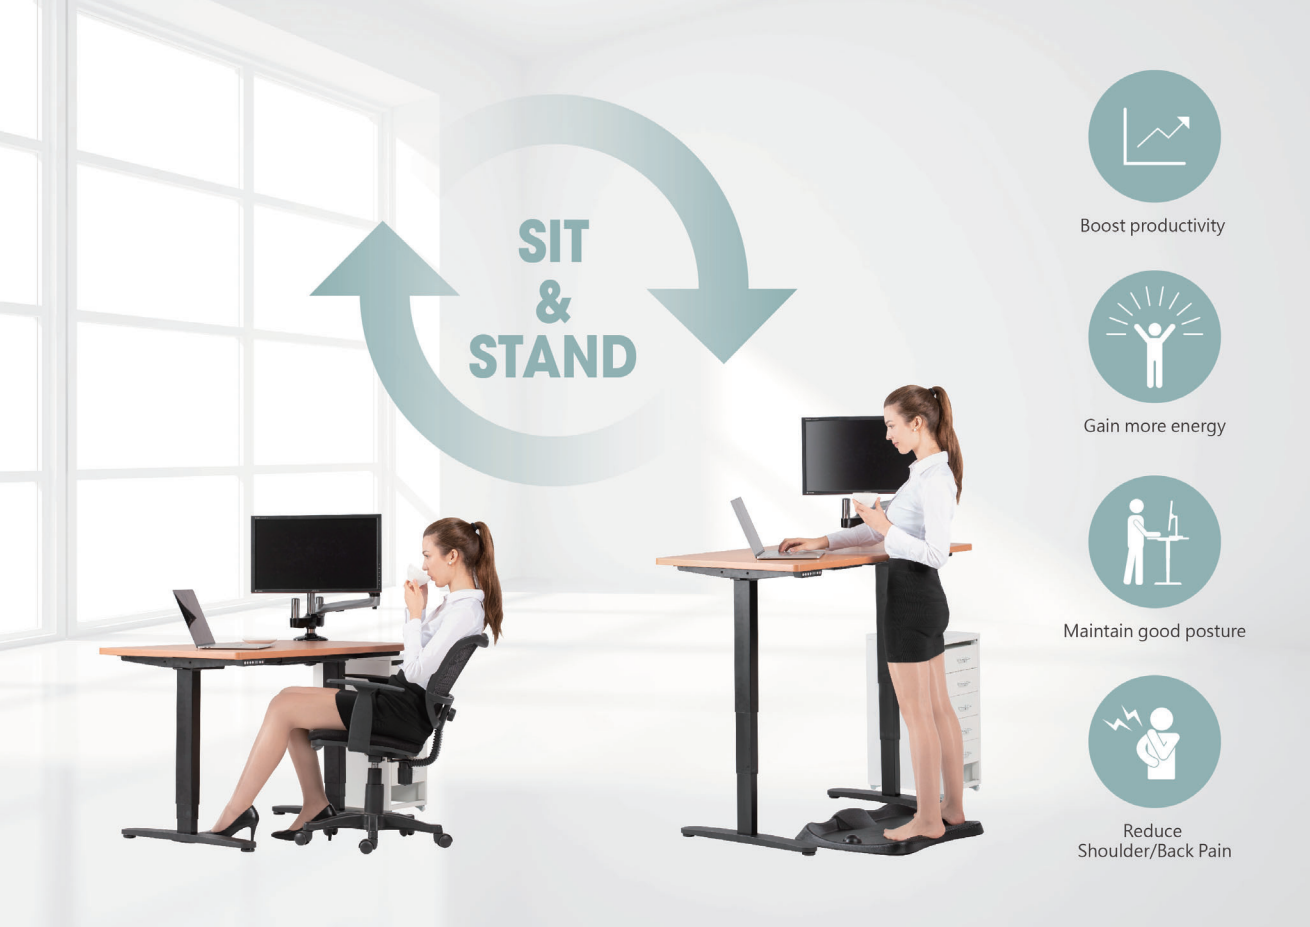 SIT
&
STAND
Boost productivity
Gain more energy
Maintain good posture
Reduce
Shoulder/Back Pain